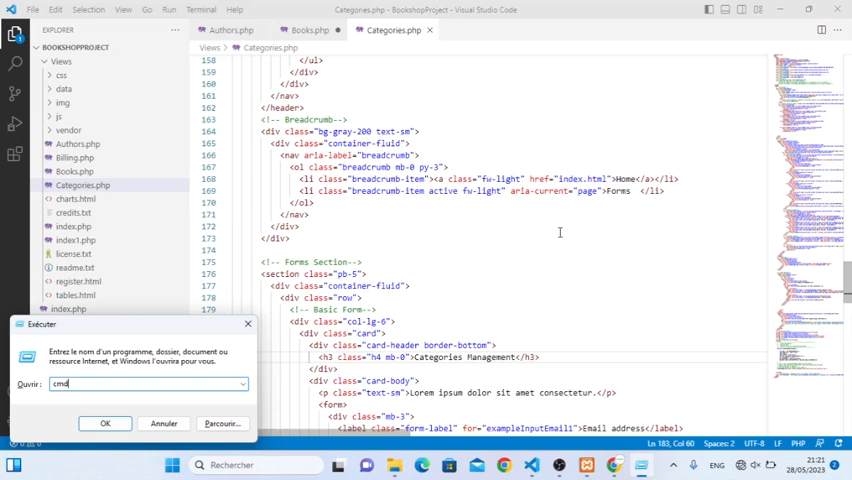 File Edit Selection View Go Run Terminal Help
Categories.php - BookshopProject - Visual Studio Code
EXPLORER
Authors.php
Books.php
Categories.php
BOOKSHOPPROJECT
Views > Categories.php
Views
css
data
img
js
vendor
Authors.php
Billing.php
Books.php
Categories.php
charts.html
credits.txt
index.php
index1.php
license.txt
readme.txt
register.html
tables.html
index.php
158 </ul>
159 </div>
160 </div>
161 </nav>
162 </header>
163 <!-- Breadcrumb-->
164 <div class="bg-gray-200 text-sm">
165 <div class="container-fluid">
166 <nav aria-label="breadcrumb">
167 <ol class="breadcrumb mb-0 py-3">
168 <li class="breadcrumb-item"><a class="fw-light" href="index.html">Home</a></li>
169 <li class="breadcrumb-item active fw-light" aria-current="page">Forms </li>
170 </ol>
171 </nav>
172 </div>
173 </div>
174
175 <!-- Forms Section-->
176 <section class="pb-5">
177 <div class="container-fluid">
178 <div class="row">
179 <!-- Basic Form-->
<div class="col-lg-6">
<div class="card">
<div class="card-header border-bottom">
<h3 class="h4 mb-0">Categories Management</h3>
</div>
<div class="card-body">
<p class="text-sm">Lorem ipsum dolor sit amet consectetur.</p>
<form>
<div class="mb-3">
<label class="form-label" for="exampleInputEmail1">Email address</label>
Exécuter
Entrez le nom d'un programme, dossier, document ou
ressource Internet, et Windows l'ouvrira pour vous.
Ouvrir :
cmd
OK
Annuler
Parcourir...
Ln 183, Col 60 Spaces: 2 UTF-8 LF PHP
Rechercher
ENG
21:21
28/05/2023